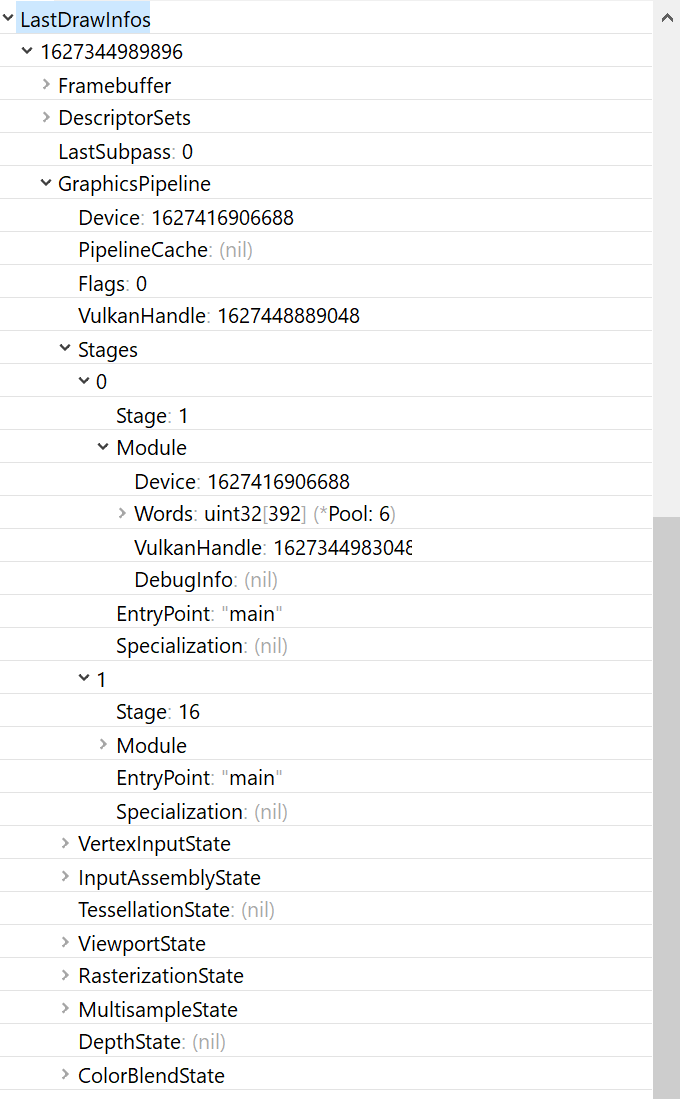 LastDrawInfos
1627344989896
Framebuffer
DescriptorSets
LastSubpass: 0
GraphicsPipeline
Device: 1627416906688
PipelineCache: (nil)
Flags: 0
VulkanHandle: 1627448889048
Stages
0
Stage: 1
Module
Device: 1627416906688
Words: uint32[392] (*Pool: 6)
VulkanHandle: 1627344983048
DebugInfo: (nil)
EntryPoint: "main"
Specialization: (nil)
1
Stage: 16
Module
EntryPoint: "main"
Specialization: (nil)
VertexInputState
InputAssemblyState
TessellationState: (nil)
ViewportState
RasterizationState
MultisampleState
DepthState: (nil)
ColorBlendState